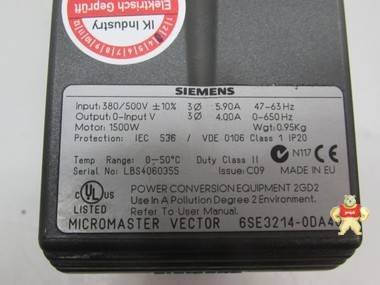 IK Industry
Elektrisch Geprüft
SIEMENS
Input: 380/500V ±10% 3Ø 5.90A 47-63Hz
Output: 0-Input V 3Ø 4.00A 0-650Hz
Motor: 1500W Wgt: 0.95Kg
Protection: IEC 536 / VDE 0106 Class 1 IP20
N117
Temp Range: 0-50°C Duty Class II
Serial No: LBS4060355 Issue: C09 MADE IN EU
UL
LISTED
POWER CONVERSION EQUIPMENT 2GD2
Use In A Pollution Degree 2 Environment.
Refer To User Manual.
MICROMASTER VECTOR 6SE3214-0DA4